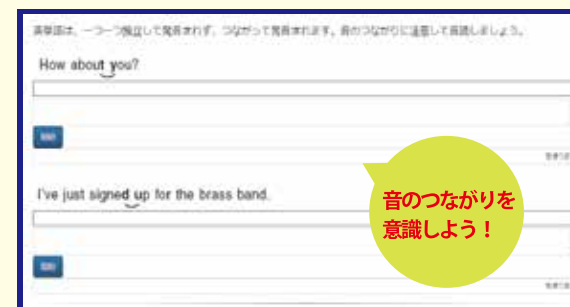 英単語は、一つ一つ独立して発音されず、つながって発音されます。音のつながりに注意して音読しましょう。
How about you?
I've just signed up for the brass band.
音のつながりを
意識しよう！